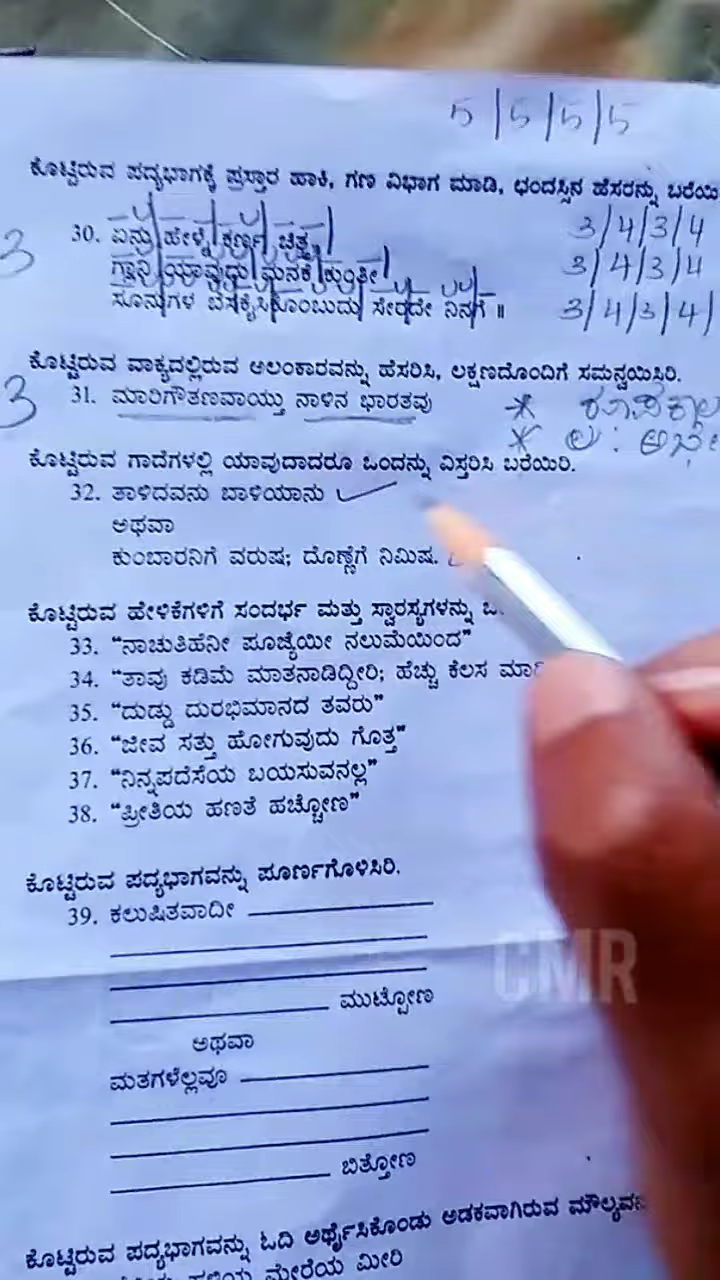 5/5/5/5
ಕೊಟ್ಟಿರುವ ಪದ್ಯಭಾಗಕ್ಕೆ ಪ್ರಸ್ತಾರ ಹಾಕಿ, ಗಣ ವಿಭಾಗ ಮಾಡಿ, ಛಂದಸ್ಸಿನ ಹೆಸರನ್ನು ಬರೆಯಿ
3 30. ಏನು ಹೇಳ್ವೆ ಕರ್ಣ ಚಿತ್ತ 3/4/3/4
ಗ್ಲಾನಿ ಯಾವುದು ಮನಕೆ ಕುಂತೀ 3/4/3/4
ಸೂನುಗಳ ಬೆಸಕೈಸಿಕೊಂಬುದು ಸೇರದೇ ನಿನಗೆ ॥ 3/4/3/4/
ಕೊಟ್ಟಿರುವ ವಾಕ್ಯದಲ್ಲಿರುವ ಅಲಂಕಾರವನ್ನು ಹೆಸರಿಸಿ, ಲಕ್ಷಣದೊಂದಿಗೆ ಸಮನ್ವಯಿಸಿರಿ.
3 31. ಮಾರಿಗೌತಣವಾಯ್ತು ನಾಳಿನ ಭಾರತವು
ಕೊಟ್ಟಿರುವ ಗಾದೆಗಳಲ್ಲಿ ಯಾವುದಾದರೂ ಒಂದನ್ನು ವಿಸ್ತರಿಸಿ ಬರೆಯಿರಿ.
32. ತಾಳಿದವನು ಬಾಳಿಯಾನು
ಅಥವಾ
ಕುಂಬಾರನಿಗೆ ವರುಷ; ದೊಣ್ಣೆಗೆ ನಿಮಿಷ.
ಕೊಟ್ಟಿರುವ ಹೇಳಿಕೆಗಳಿಗೆ ಸಂದರ್ಭ ಮತ್ತು ಸ್ವಾರಸ್ಯಗಳನ್ನು
33. “ನಾಚುತಿಹೆನೀ ಪೂಜ್ಯೆಯೀ ನಲುಮೆಯಿಂದ”
34. “ತಾವು ಕಡಿಮೆ ಮಾತನಾಡಿದ್ದೀರಿ; ಹೆಚ್ಚು ಕೆಲಸ
35. “ದುಡ್ಡು ದುರಭಿಮಾನದ ತವರು”
36. “ಜೀವ ಸತ್ತು ಹೋಗುವುದು ಗೊತ್ತ”
37. “ನಿನ್ನಪದೆಸೆಯ ಬಯಸುವನಲ್ಲ”
38. “ಪ್ರೀತಿಯ ಹಣತೆ ಹಚ್ಚೋಣ”
ಕೊಟ್ಟಿರುವ ಪದ್ಯಭಾಗವನ್ನು ಪೂರ್ಣಗೊಳಿಸಿರಿ.
39. ಕಲುಷಿತವಾದೀ
CMR
ಮುಟ್ಟೋಣ
ಅಥವಾ
ಮತಗಳೆಲ್ಲವೂ
ಬಿತ್ತೋಣ
ಕೊಟ್ಟಿರುವ ಪದ್ಯಭಾಗವನ್ನು ಓದಿ ಅರ್ಥೈಸಿಕೊಂಡು ಅಡಕವಾಗಿರುವ
ಮೇರೆಯ ಮೀರಿ